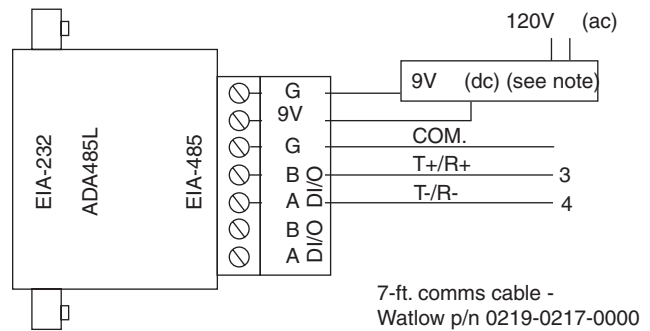 120V (ac)
9V (dc) (see note)
EIA-232
ADA485L
EIA-485
G
9V
G
B
A
DI/O
B
A
DI/O
COM.
T+/R+
3
T-/R-
4
7-ft. comms cable -
Watlow p/n 0219-0217-0000